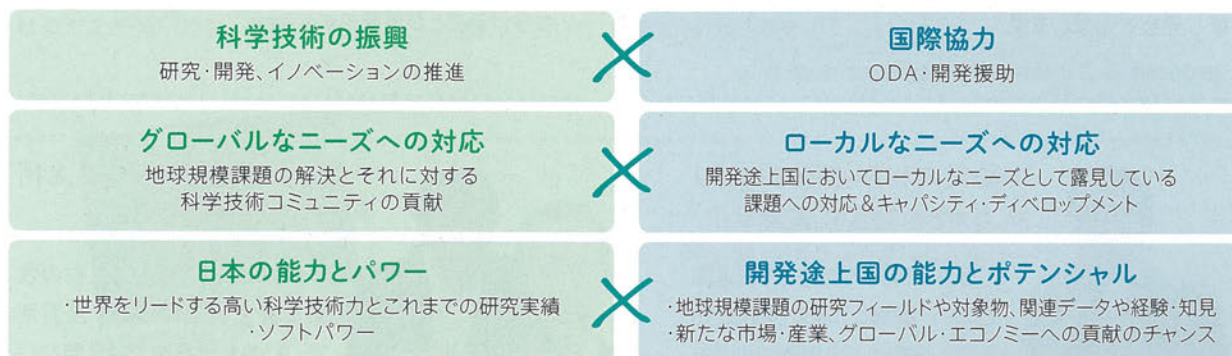 科学技術の振興
研究・開発、イノベーションの推進
国際協力
ODA・開発援助
グローバルなニーズへの対応
地球規模課題の解決とそれに対する
科学技術コミュニティの貢献
ローカルなニーズへの対応
開発途上国においてローカルなニーズとして露見している
課題への対応&キャパシティ・ディベロップメント
日本の能力とパワー
・世界をリードする高い科学技術力とこれまでの研究実績
・ソフトパワー
開発途上国の能力とポテンシャル
・地球規模課題の研究フィールドや対象物、関連データや経験・知見
・新たな市場・産業、グローバル・エコノミーへの貢献のチャンス